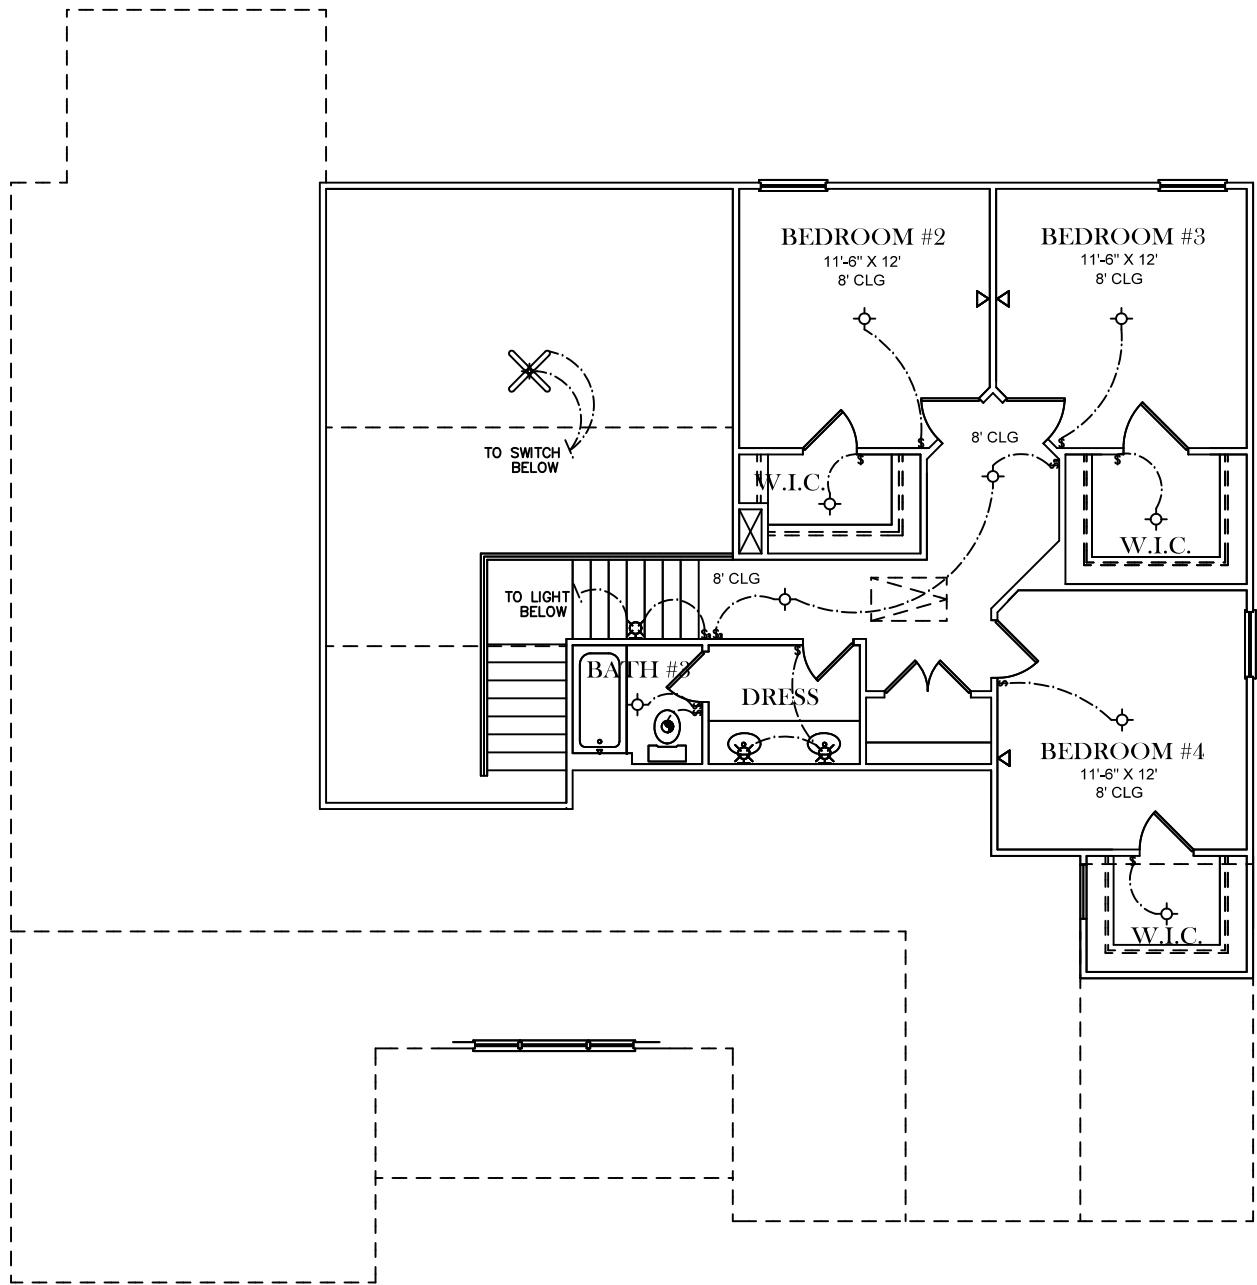 BEDROOM #2
11'-6" X 12'
8' CLG
BEDROOM #3
11'-6" X 12'
8' CLG
TO SWITCH
BELOW
8' CLG
W.I.C.
W.I.C.
8' CLG
TO LIGHT
BELOW
BATH #3
DRESS
BEDROOM #4
11'-6" X 12'
8' CLG
W.I.C.